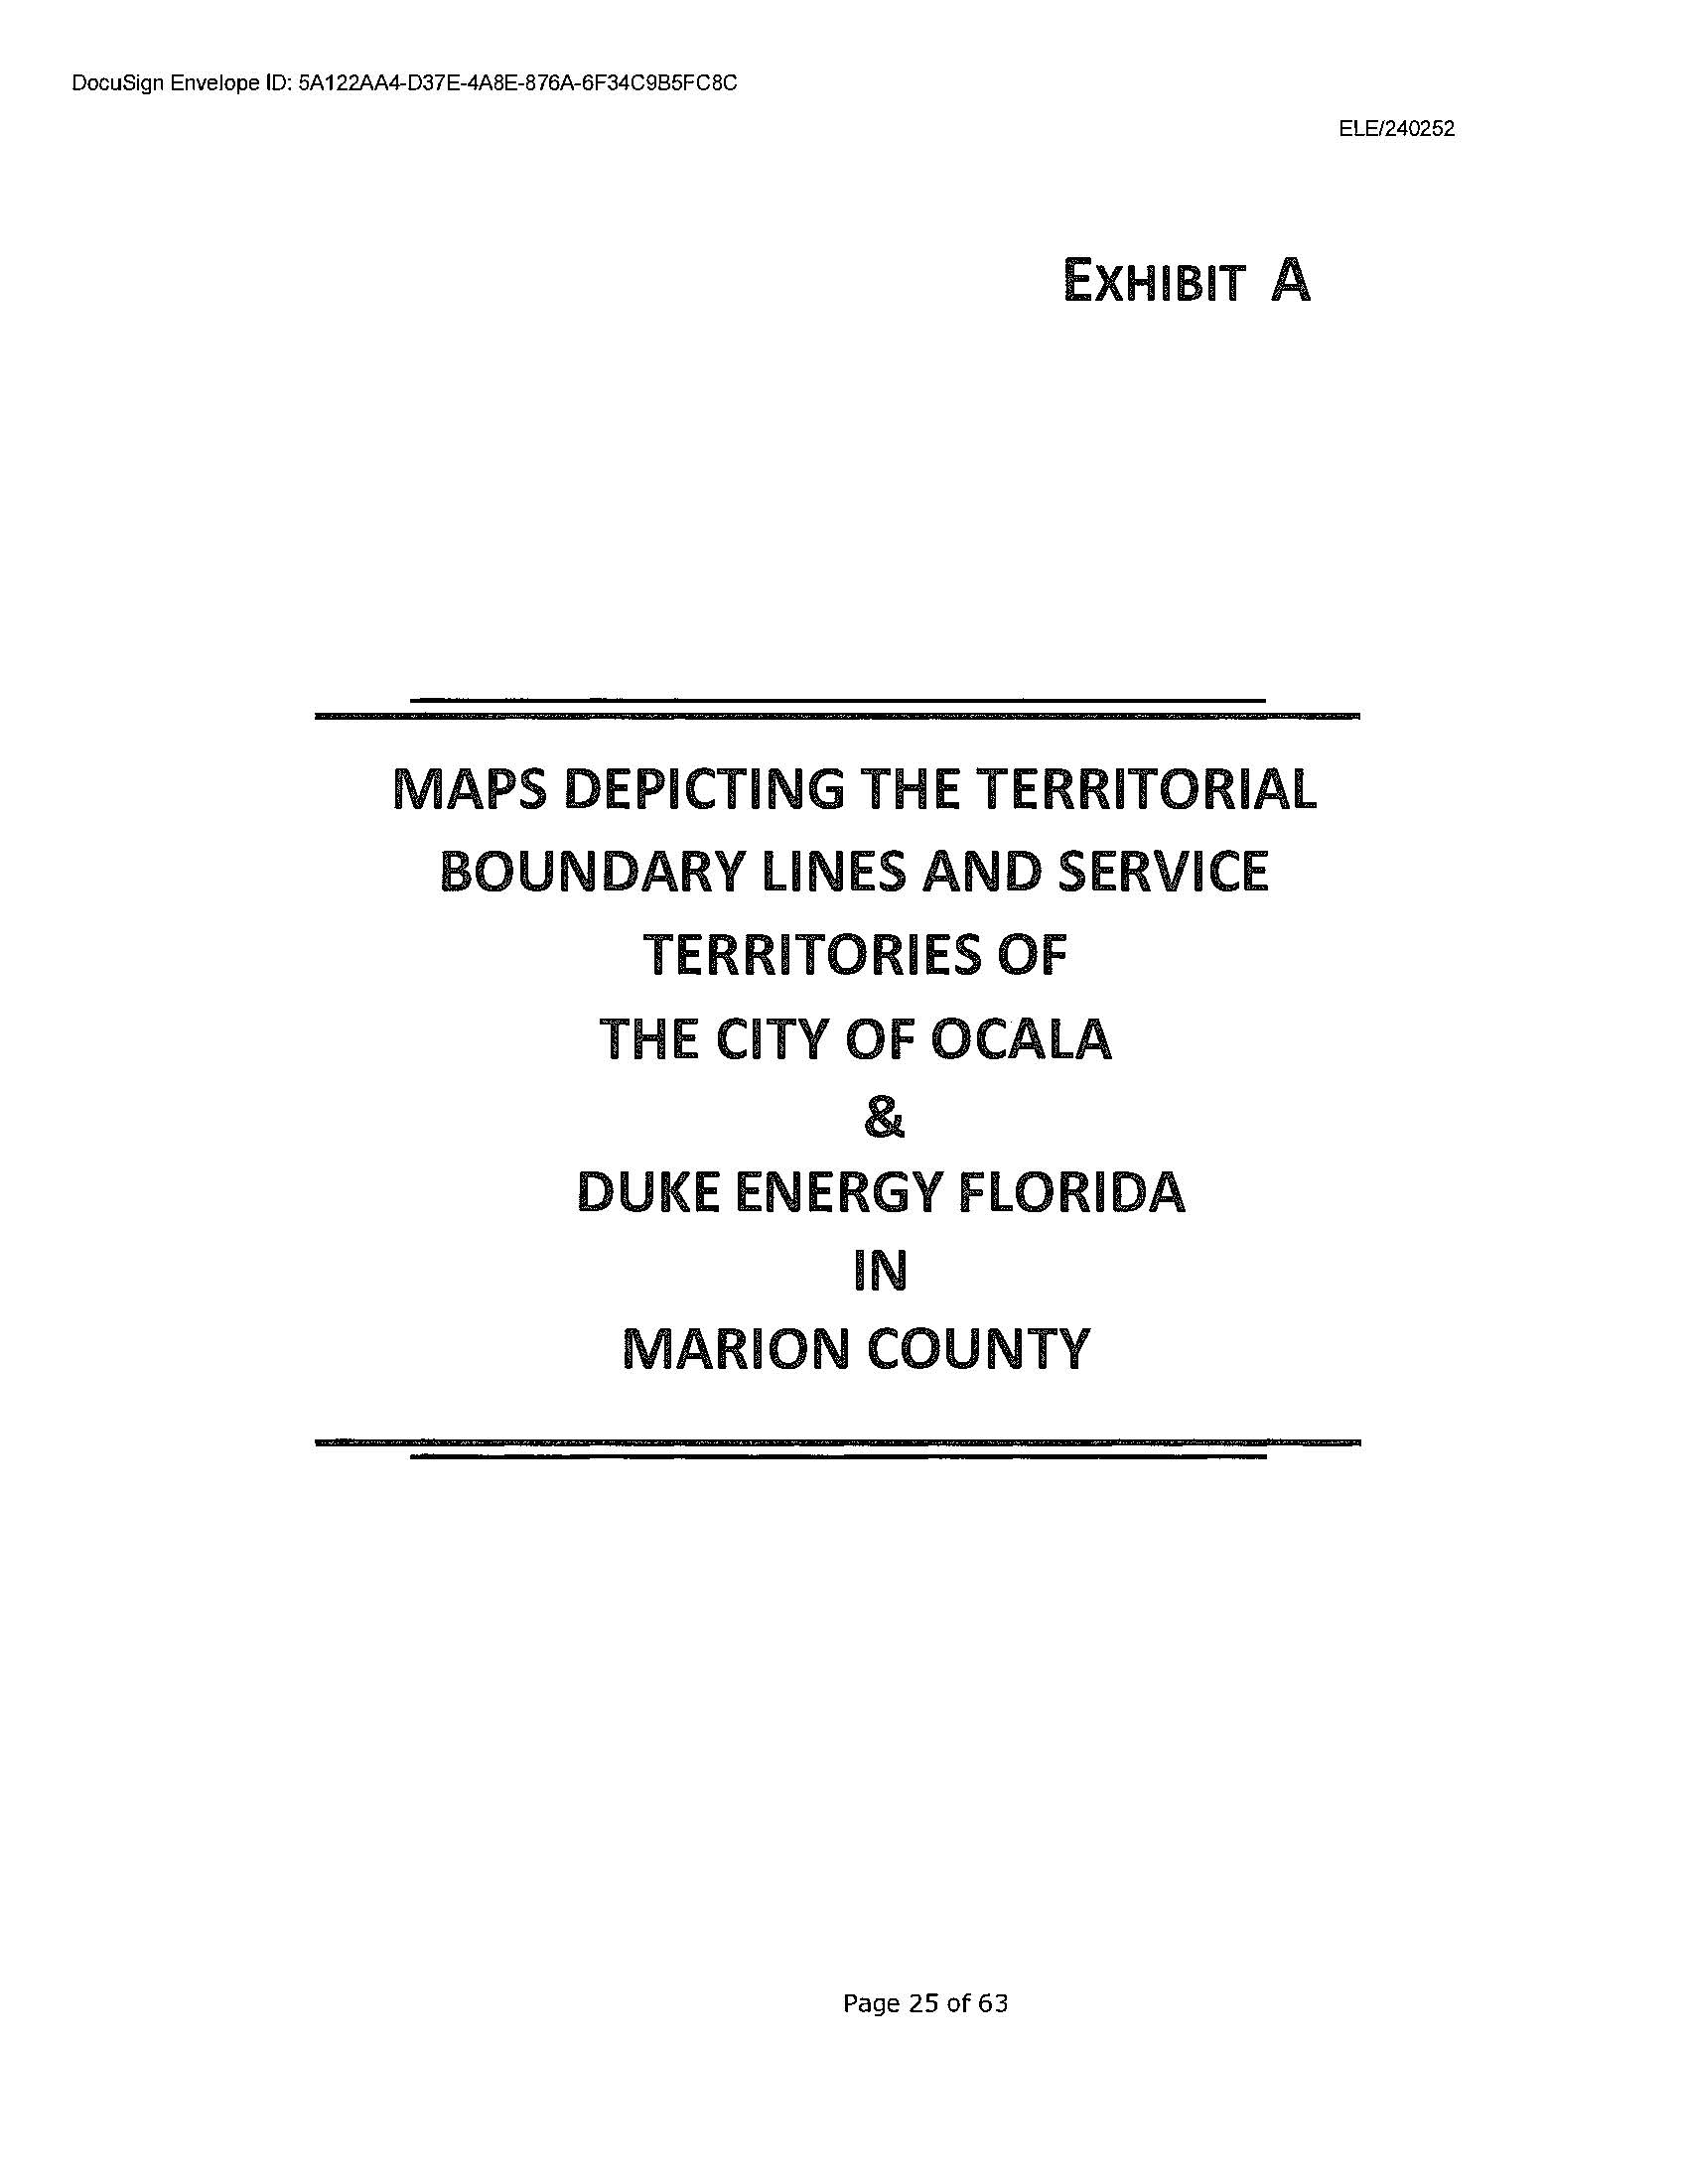 DocuSign Envelope ID: 5A122AA4-D37E-4A8E-876A-6F34C9B5FC8C
ELE/240252
EXHIBIT A
MAPS DEPICTING THE TERRITORIAL
BOUNDARY LINES AND SERVICE
TERRITORIES OF
THE CITY OF OCALA
&
DUKE ENERGY FLORIDA
IN
MARION COUNTY
Page 25 of 63